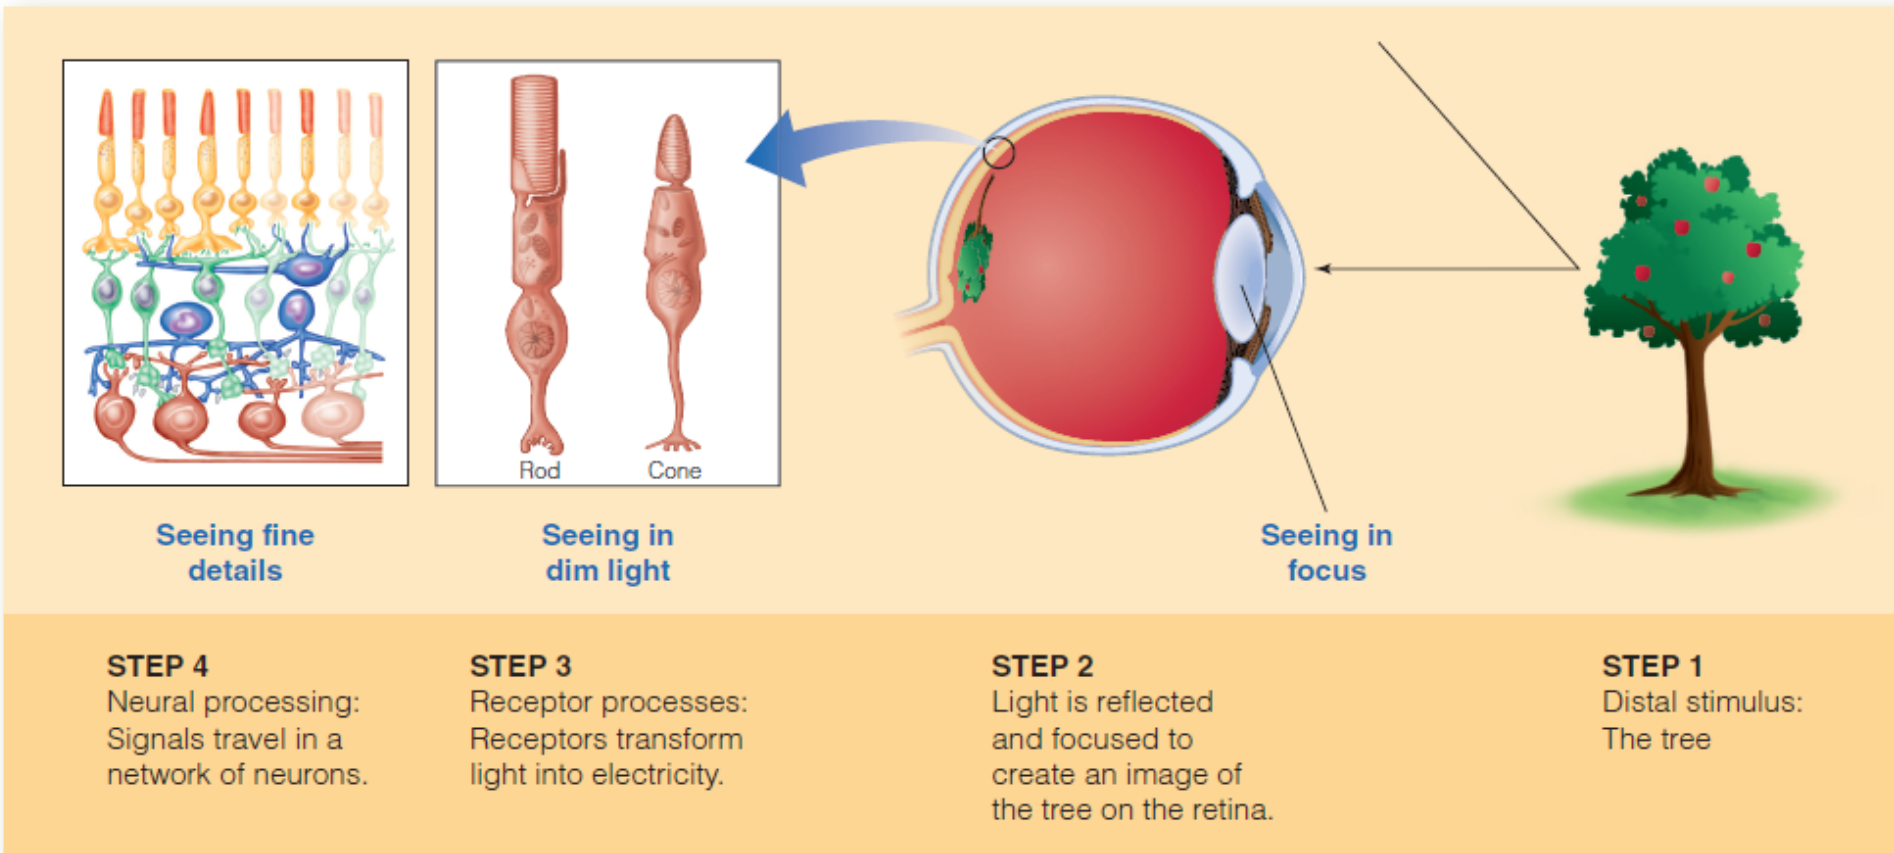 Rod
Cone
Seeing fine
details
Seeing in
dim light
Seeing in
focus
STEP 4
Neural processing:
Signals travel in a
network of neurons.
STEP 3
Receptor processes:
Receptors transform
light into electricity.
STEP 2
Light is reflected
and focused to
create an image of
the tree on the retina.
STEP 1
Distal stimulus:
The tree